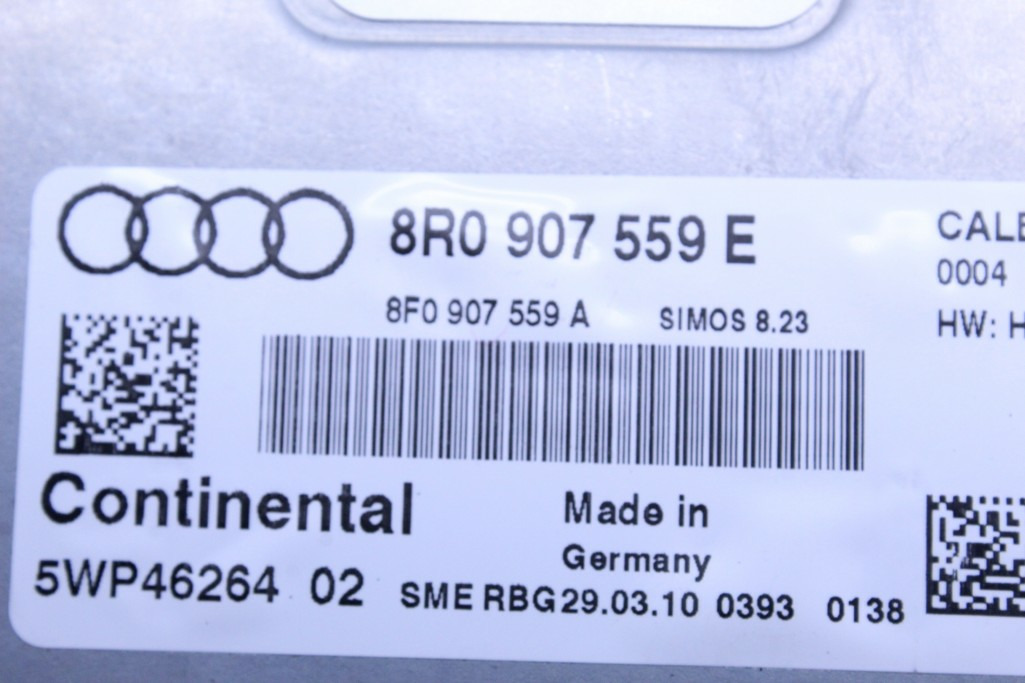 8R0 907 559 E
8F0 907 559 A SIMOS 8.23
0004
HW:
Continental
Made in
Germany
5WP46264 02 SME RBG29.03.10 0393 0138